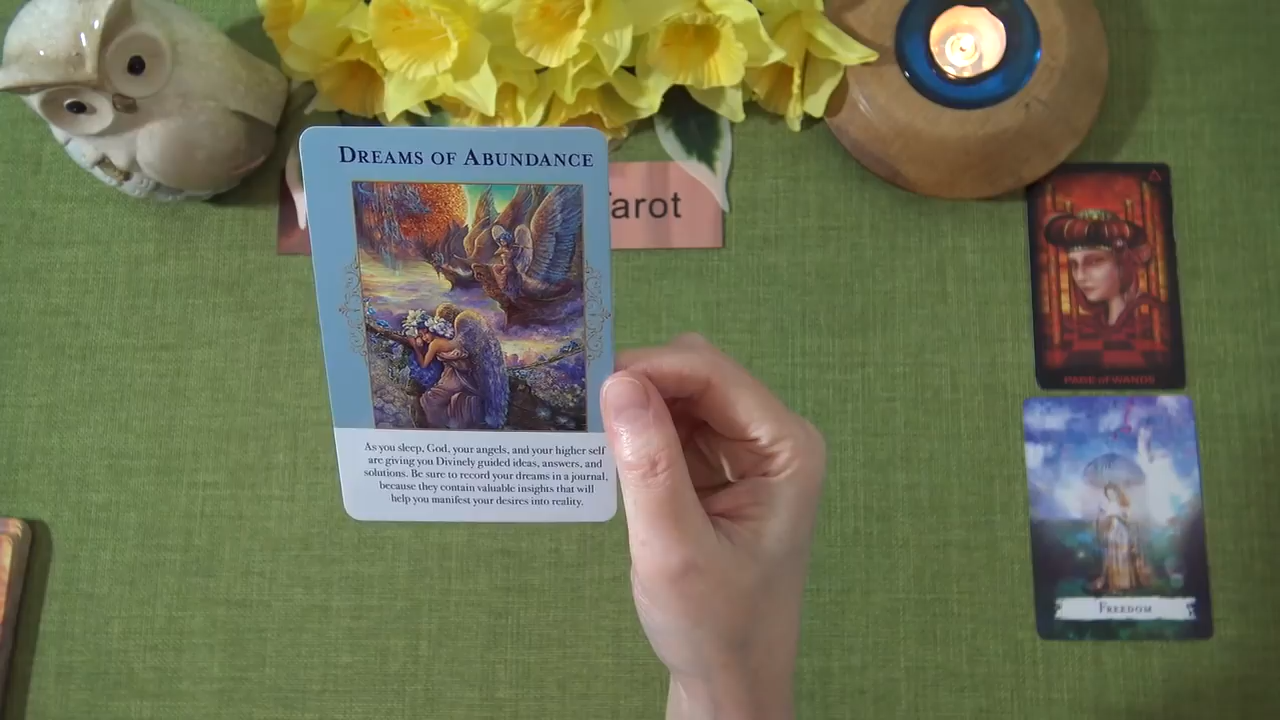 DREAMS OF ABUNDANCE
As you sleep, God, your angels, and your higher self
are giving you Divinely guided ideas, answers, and
solutions. Be sure to record your dreams in a journal,
because they contain valuable insights that will
help you manifest your desires into reality.
arot
PAGE of WANDS
FREEDOM